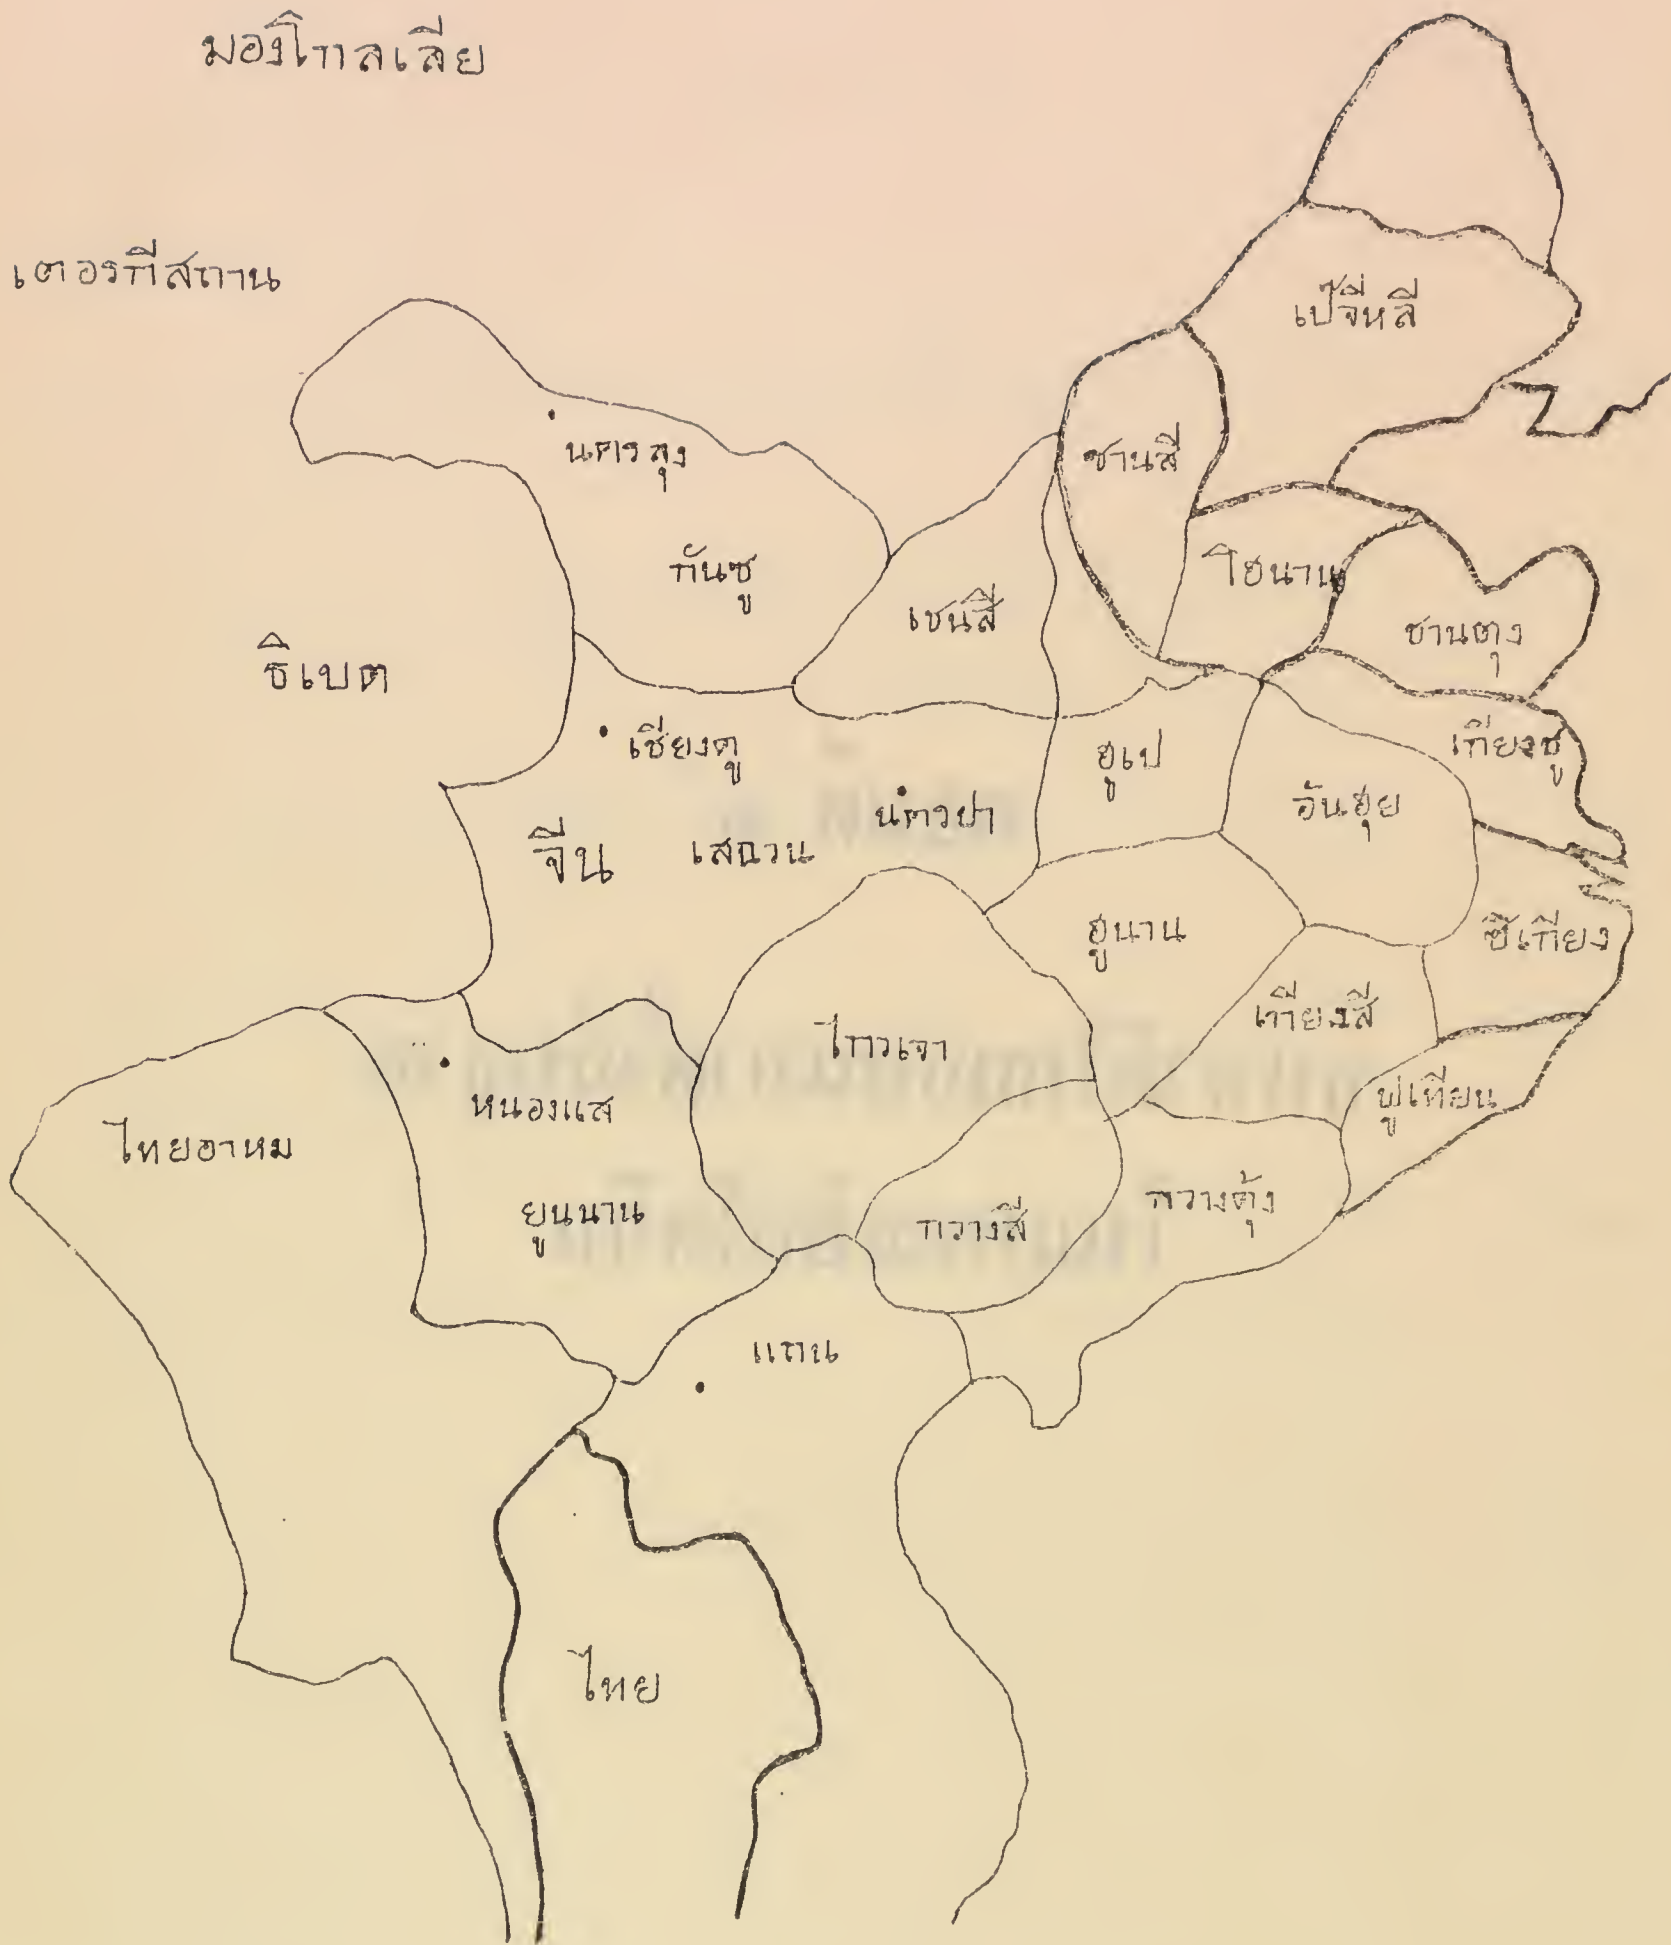 มองโกลเลีย
เตอรกีสถาน
เป๋จีหลี
นครลุง
ชานสี
กันซู
เชนสี
โฮนาน
ชานตุง
ธิเบต
เชียงตู
ฮูเป
เกียงซู
นครปา
อันฮุย
จีน
เสฉวน
ฮูนาน
ชีเกียง
เกียงสี
ไกวเจา
หนองแส
ฟูเกียน
ไทยอาหม
ยูนนาน
กวางสี
กวางตุ้ง
แถน
ไทย